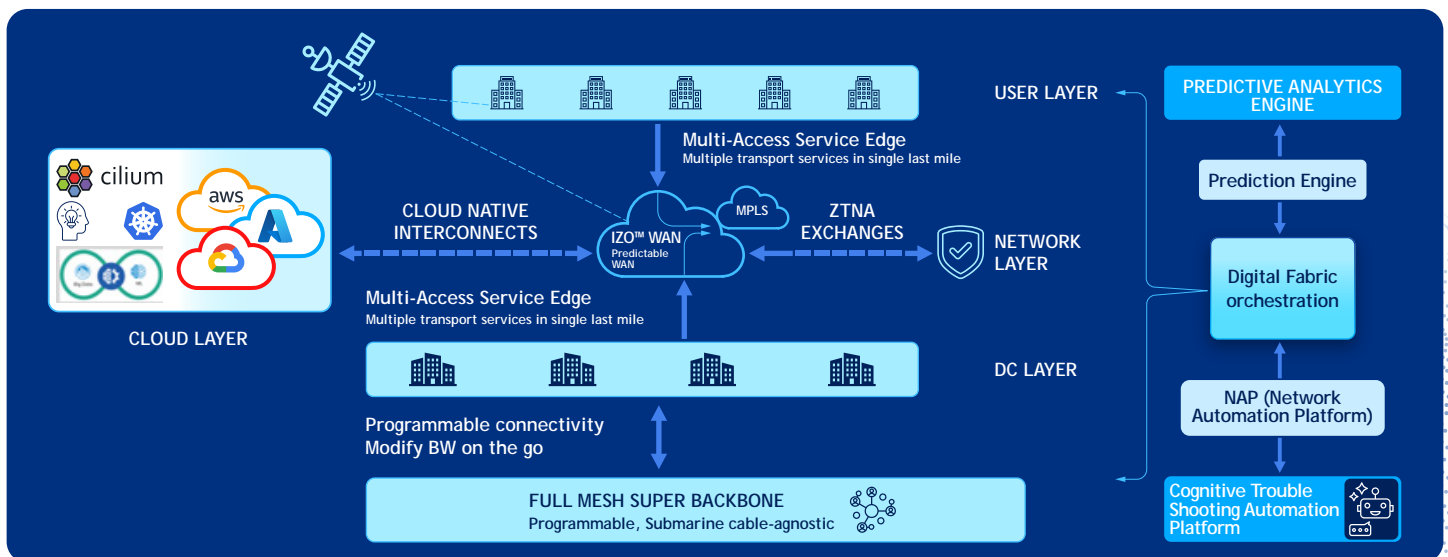 USER LAYER
PREDICTIVE ANALYTICS
ENGINE
Multi-Access Service Edge
Multiple transport services in single last mile
cilium
aws
Prediction Engine
CLOUD NATIVE
INTERCONNECTS
MPLS
IZO™ WAN
Predictable
WAN
ZTNA
EXCHANGES
NETWORK
LAYER
Digital Fabric
orchestration
Multi-Access Service Edge
Multiple transport services in single last mile
CLOUD LAYER
DC LAYER
NAP (Network
Automation Platform)
Programmable connectivity
Modify BW on the go
FULL MESH SUPER BACKBONE
Programmable, Submarine cable-agnostic
Cognitive Trouble
Shooting Automation
Platform